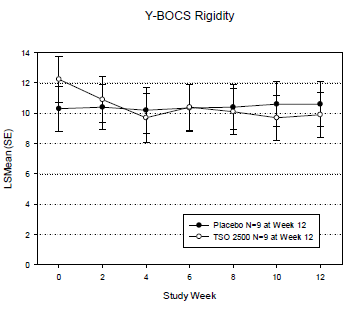 Y-BOCS Rigidity
LSMean (SE)
14
12
10
8
6
4
2
0
Placebo N=9 at Week 12
TSO 2500 N=9 at Week 12
0 2 4 6 8 10 12
Study Week